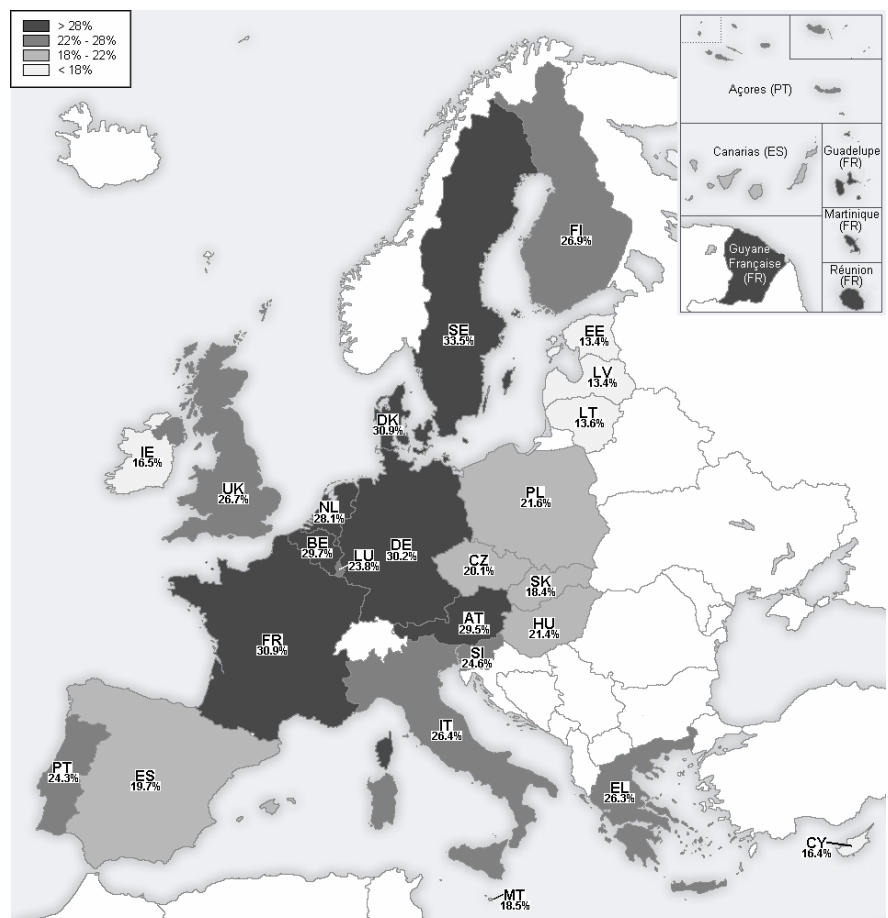 > 28%
22% - 28%
18% - 22%
< 18%
Açores (PT)
Canarias (ES)
Guadelupe
(FR)
Martinique
(FR)
Guyane
Française
(FR)
Réunion
(FR)
FI
26.9%
SE
33.5%
EE
13.4%
LV
13.4%
LT
13.6%
DK
30.9%
IE
16.5%
UK
26.7%
NL
28.1%
PL
21.6%
BE
29.7%
DE
30.2%
LU
23.8%
CZ
20.1%
SK
18.4%
AT
29.5%
HU
21.4%
FR
30.9%
SI
24.6%
IT
26.4%
PT
24.3%
ES
19.7%
EL
26.3%
CY
16.4%
MT
18.5%